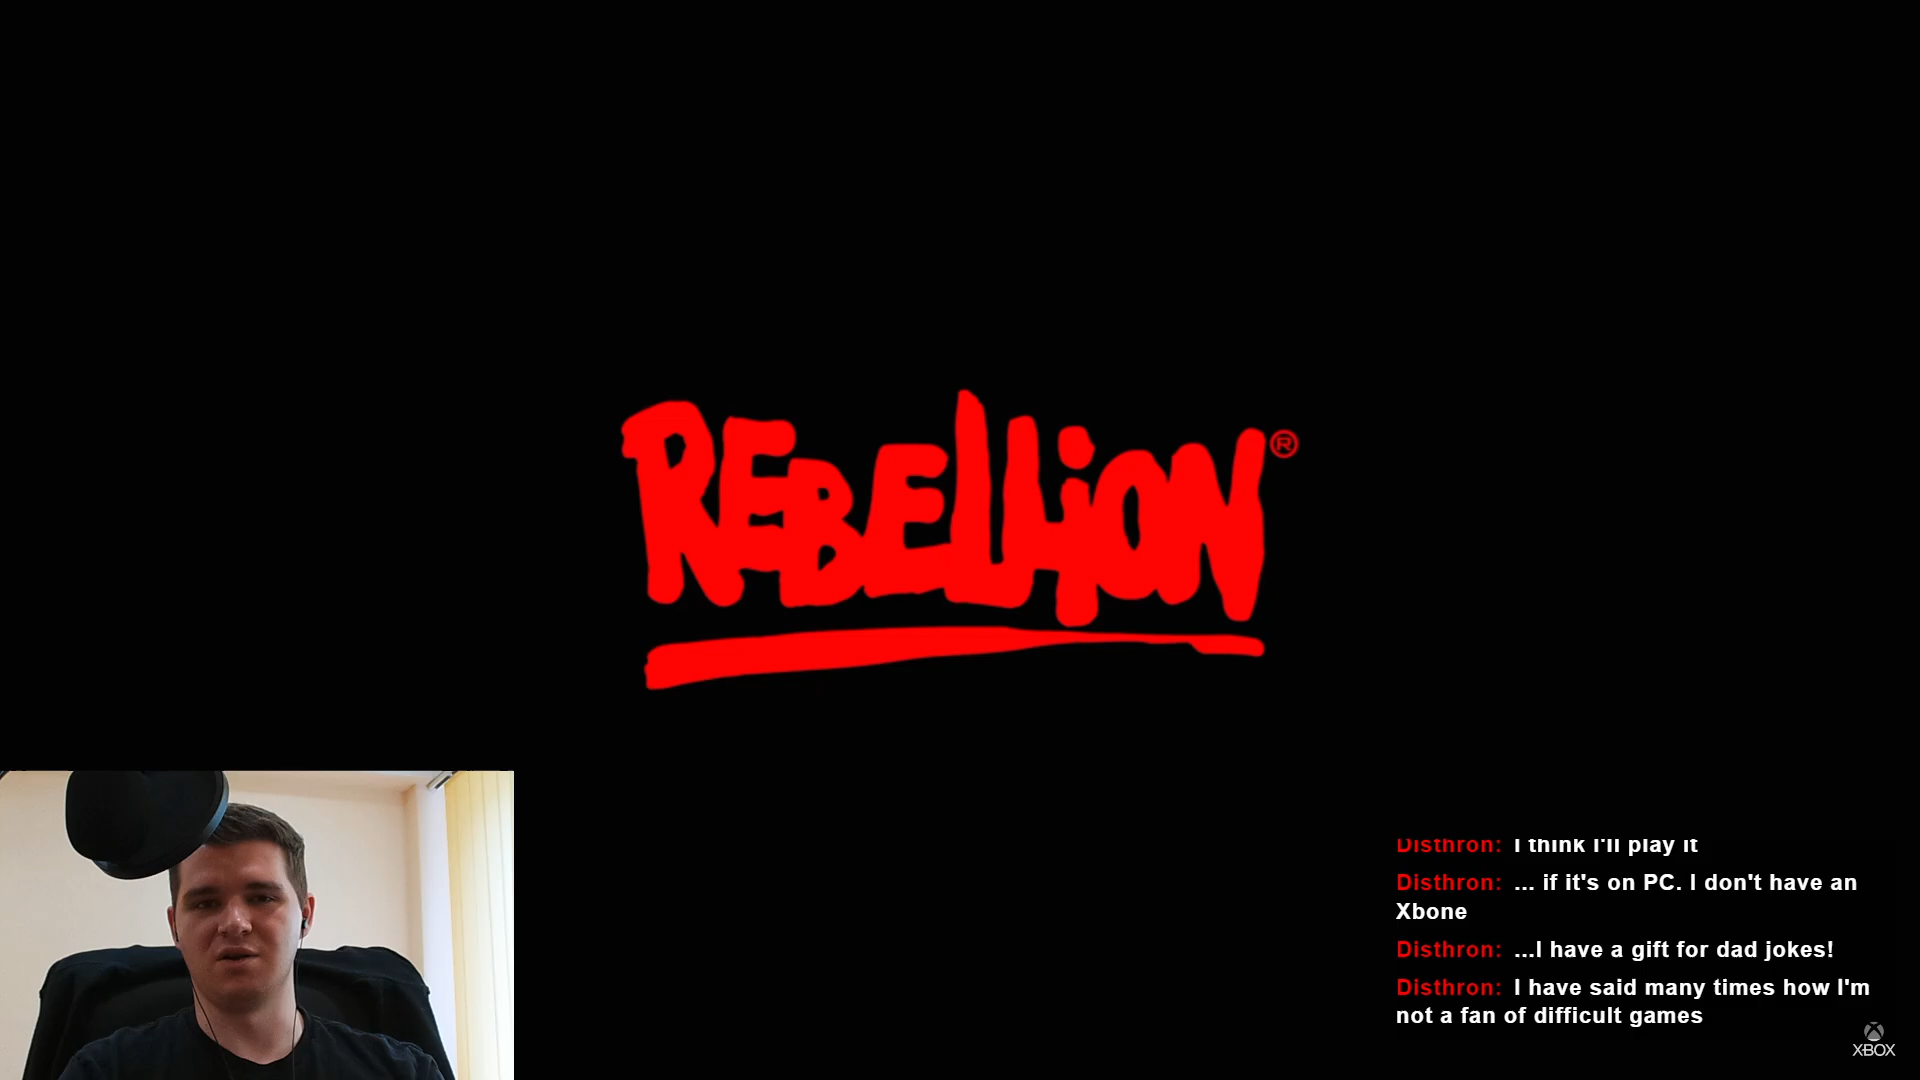 REBELLION®
Disthron: I think I'll play it
Disthron: ... if it's on PC. I don't have an
Xbone
Disthron: ...I have a gift for dad jokes!
Disthron: I have said many times how I'm
not a fan of difficult games
XBOX